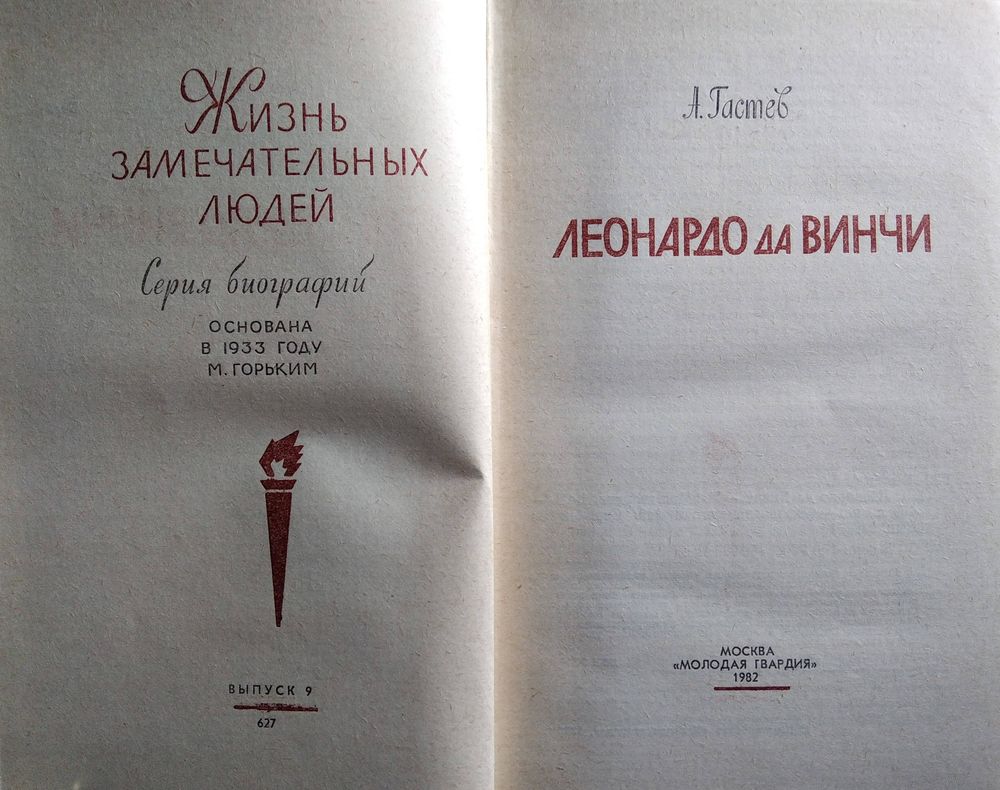 Жизнь
ЗАМЕЧАТЕЛЬНЫХ
ЛЮДЕЙ
Серия биографий
ОСНОВАНА
В 1933 ГОДУ
М. ГОРЬКИМ
ВЫПУСК 9
627
А. Гастев
ЛЕОНАРДО ДА ВИНЧИ
МОСКВА
«МОЛОДАЯ ГВАРДИЯ»
1982